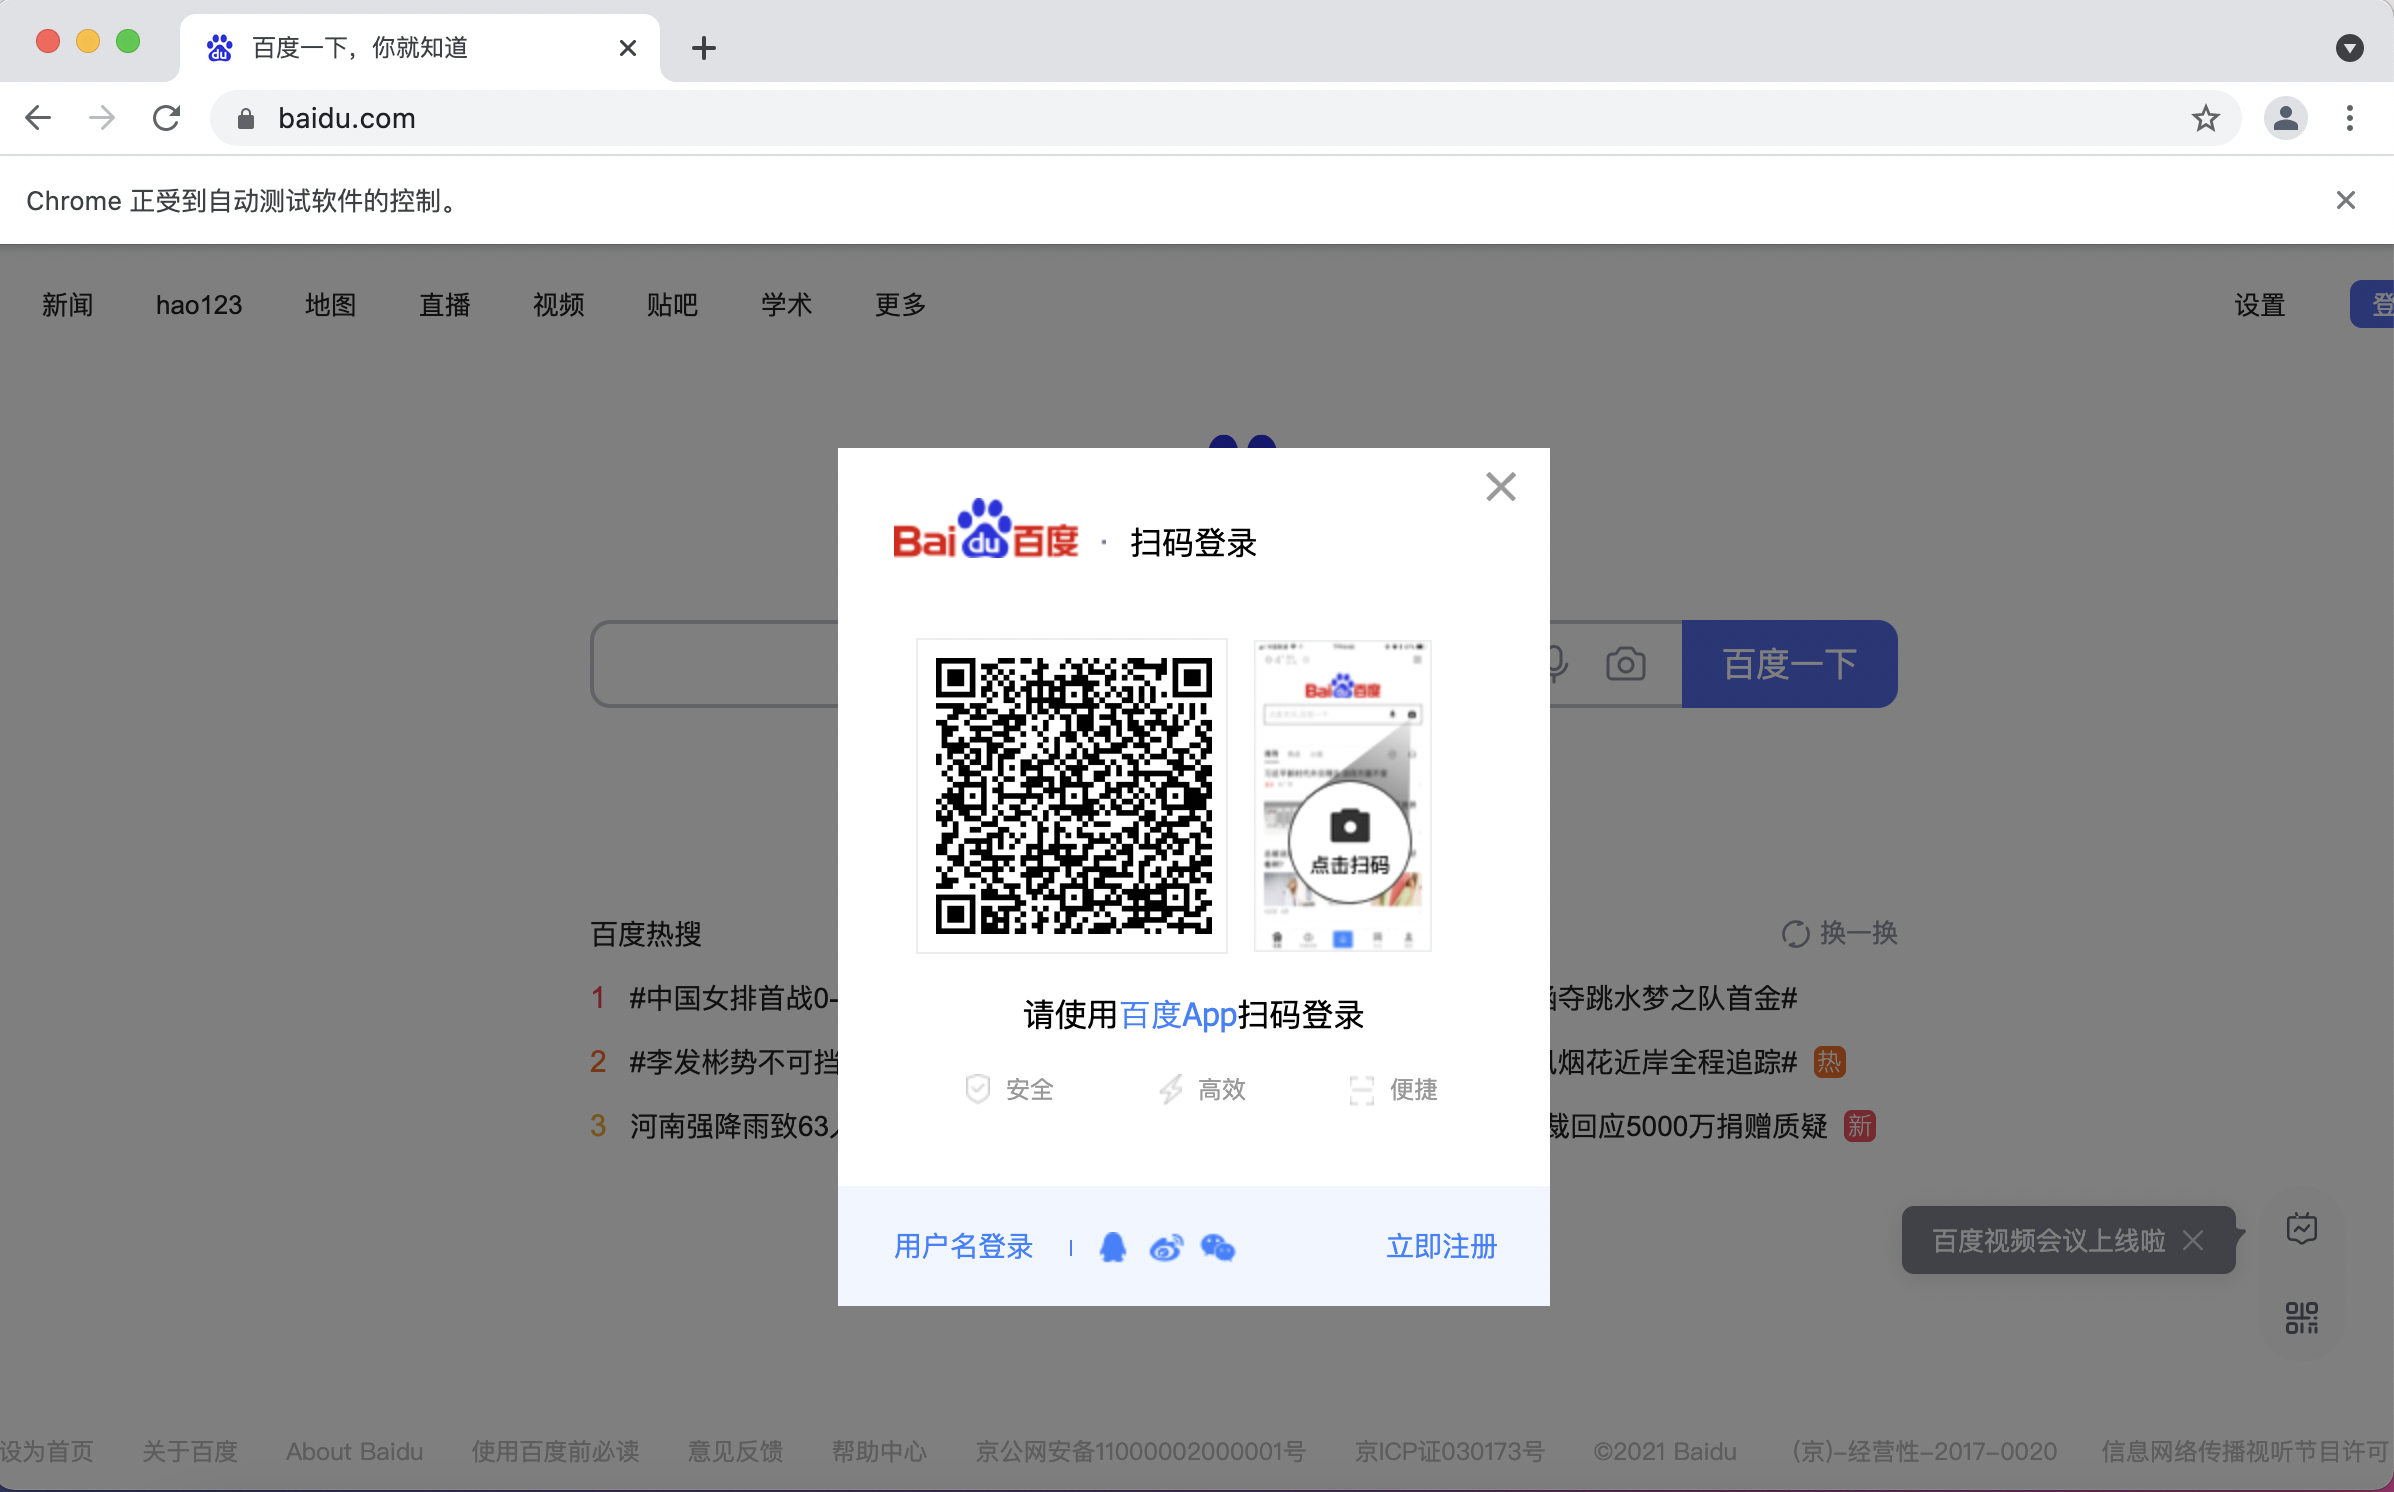 百度一下，你就知道
baidu.com
Chrome 正受到自动测试软件的控制。
新闻 hao123 地图 直播 视频 贴吧 学术 更多 设置
Bai du 百度 · 扫码登录
百度一下
Bai du 百度
点击扫码
百度热搜 换一换
1 #中国女排首战0- 夺跳水梦之队首金#
2 #李发彬势不可挡 烟花近岸全程追踪# 热
3 河南强降雨致63 裁回应5000万捐赠质疑 新
请使用百度App扫码登录
安全 高效 便捷
用户名登录 立即注册
百度视频会议上线啦
设为首页 关于百度 About Baidu 使用百度前必读 意见反馈 帮助中心 京公网安备11000002000001号 京ICP证030173号 ©2021 Baidu (京)-经营性-2017-0020 信息网络传播视听节目许可